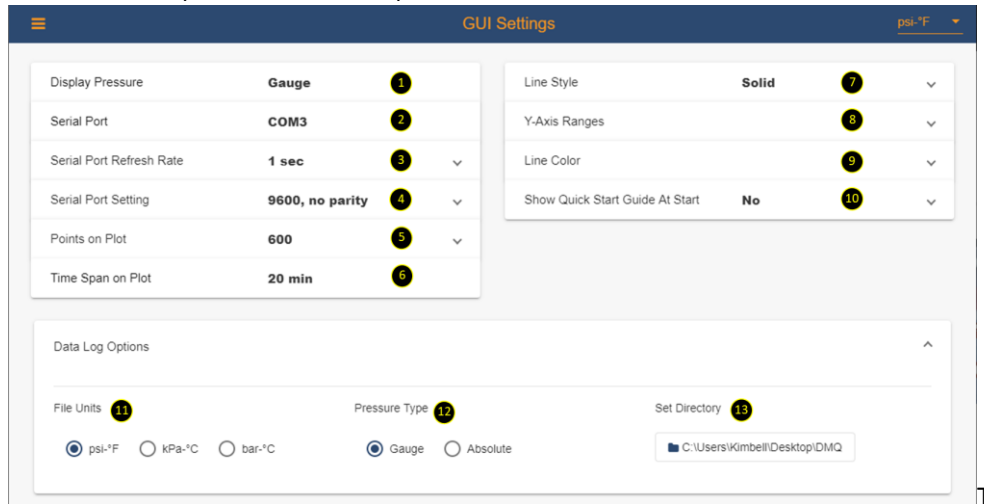 GUI Settings
psi-°F
Display Pressure Gauge 1
Serial Port COM3 2
Serial Port Refresh Rate 1 sec 3
Serial Port Setting 9600, no parity 4
Points on Plot 600 5
Time Span on Plot 20 min 6
Line Style Solid 7
Y-Axis Ranges 8
Line Color 9
Show Quick Start Guide At Start No 10
Data Log Options
File Units 11 Pressure Type 12 Set Directory 13
psi-°F kPa-°C bar-°C Gauge Absolute C:\Users\Kimbell\Desktop\DMQ